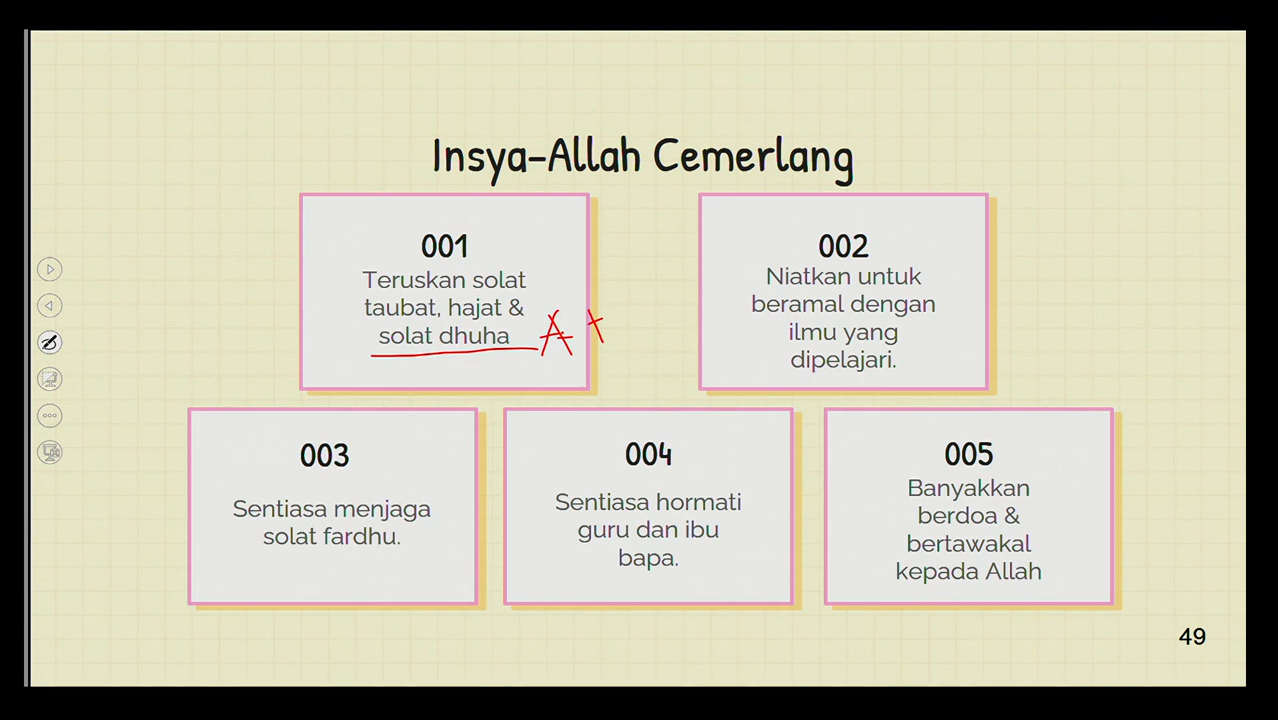 Insya-Allah Cemerlang
001
Teruskan solat
taubat, hajat &
solat dhuha A+
002
Niatkan untuk
beramal dengan
ilmu yang
dipelajari.
003
Sentiasa menjaga
solat fardhu.
004
Sentiasa hormati
guru dan ibu
bapa.
005
Banyakkan
berdoa &
bertawakal
kepada Allah
49